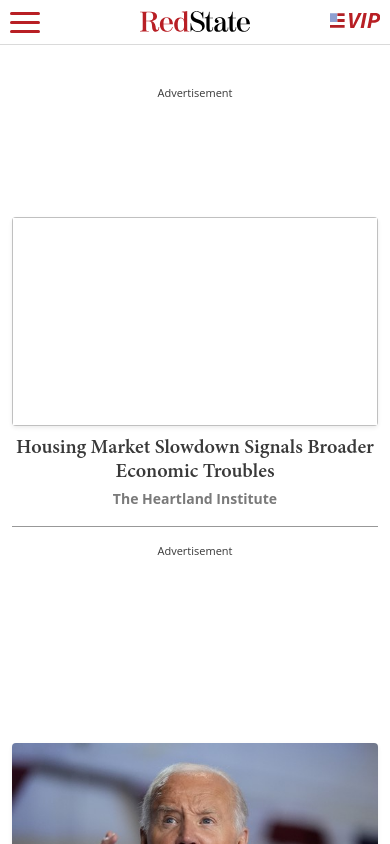 RedState
VIP
Advertisement
Housing Market Slowdown Signals Broader
Economic Troubles
The Heartland Institute
Advertisement